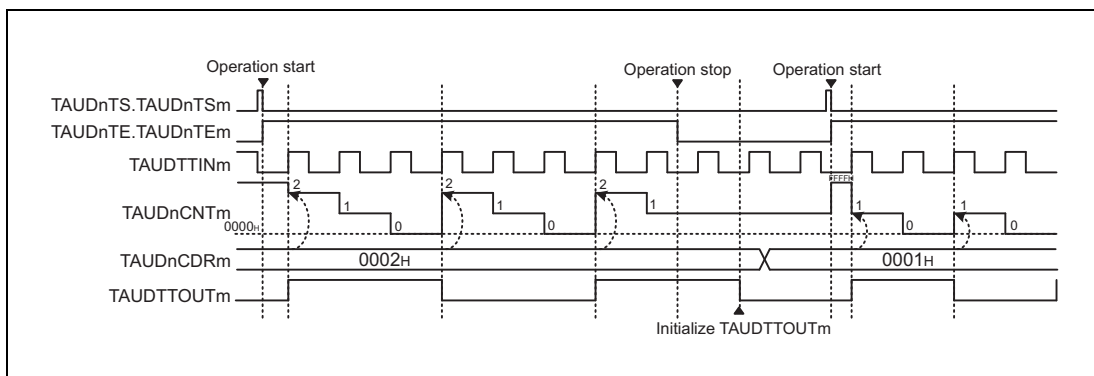 Operation start
Operation stop
Operation start
TAUDnTS.TAUDnTSm
TAUDnTE.TAUDnTEm
TAUDTTINm
TAUDnCNTm
0000H
2
1
0
2
1
0
2
1
FFFFH
1
0
1
0
TAUDnCDRm
0002H
0001H
TAUDTTOUTm
Initialize TAUDTTOUTm